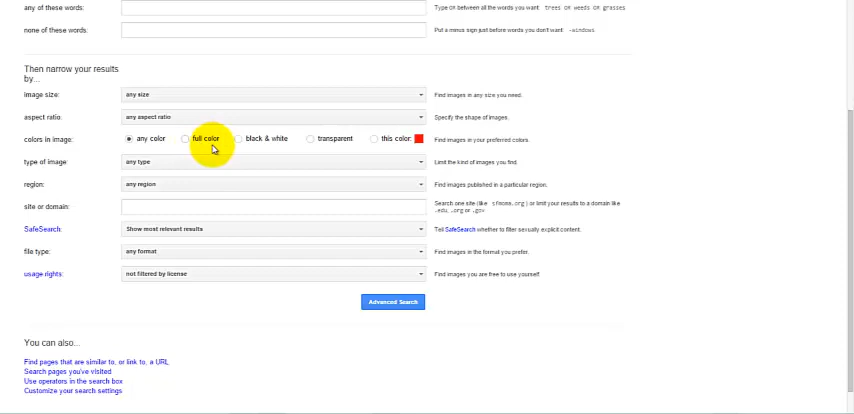 any of these words: Type OR between all the words you want trees OR weeds OR grasses
none of these words: Put a minus sign just before words you don't want -windows
Then narrow your results
by...
image size: any size Find images in any size you need.
aspect ratio: any aspect ratio Specify the shape of images.
colors in image: any color full color black & white transparent this color: Find images in your preferred colors.
type of image: any type Limit the kind of images you find.
region: any region Find images published in a particular region.
site or domain: Search one site (like sfmoma.org) or limit your results to a domain like
.edu, .org or .gov
SafeSearch: Show most relevant results Tell SafeSearch whether to filter sexually explicit content.
file type: any format Find images in the format you prefer.
usage rights: not filtered by license Find images you are free to use yourself.
Advanced Search
You can also...
Find pages that are similar to, or link to, a URL
Search pages you've visited
Use operators in the search box
Customize your search settings